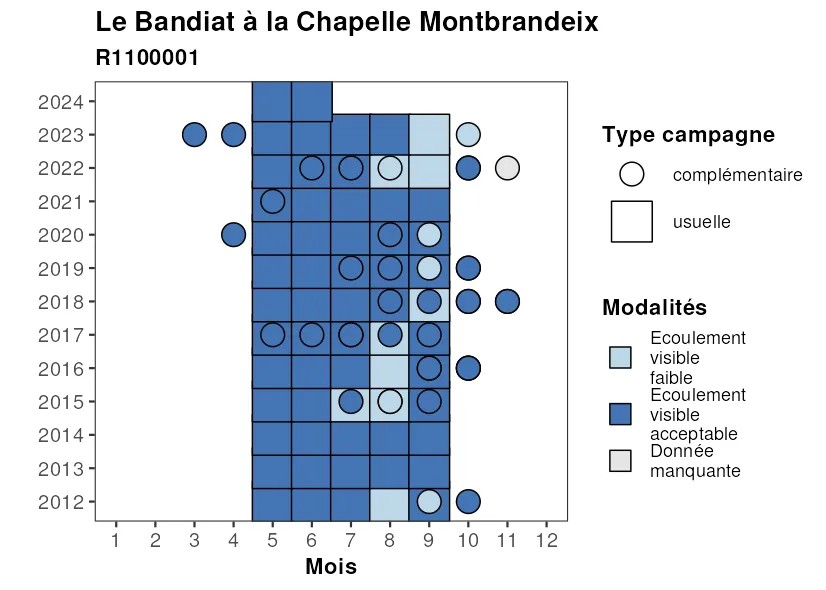 Le Bandiat à la Chapelle Montbrandeix
R1100001
2024
2023
2022
2021
2020
2019
2018
2017
2016
2015
2014
2013
2012
1 2 3 4 5 6 7 8 9 10 11 12
Mois
Type campagne
complémentaire
usuelle
Modalités
Ecoulement
visible
faible
Ecoulement
visible
acceptable
Donnée
manquante